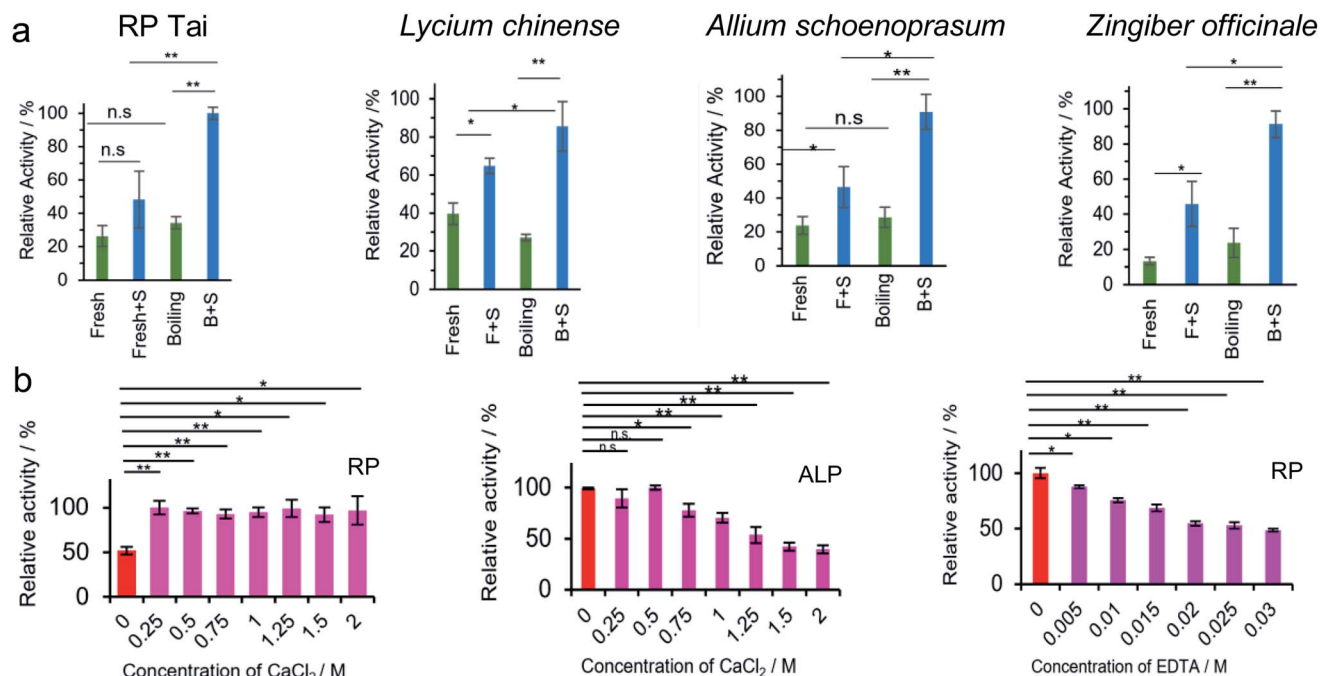 a
RP Tai
Lycium chinense
Allium schoenoprasum
Zingiber officinale
Relative Activity / %
100
80
60
40
20
0
n.s
n.s
**
**
Fresh
Fresh+S
Boiling
B+S
Relative Activity /%
100
80
60
40
20
0
*
*
**
Fresh
F+S
Boiling
B+S
Relative Activity / %
100
80
60
40
20
0
*
n.s
**
*
Fresh
F+S
Boiling
B+S
Relative Activity / %
100
80
60
40
20
0
*
**
*
Fresh
F+S
Boiling
B+S
b
Relative activity / %
100
50
0
*
*
*
**
**
**
**
RP
0
0.25
0.5
0.75
1
1.25
1.5
2
Concentration of CaCl₂ / M
Relative activity / %
100
50
0
**
**
**
**
*
n.s.
n.s
ALP
0
0.25
0.5
0.75
1
1.25
1.5
2
Concentration of CaCl₂ / M
Relative activity / %
100
50
0
**
**
**
**
*
*
RP
0
0.005
0.01
0.015
0.02
0.025
0.03
Concentration of EDTA / M